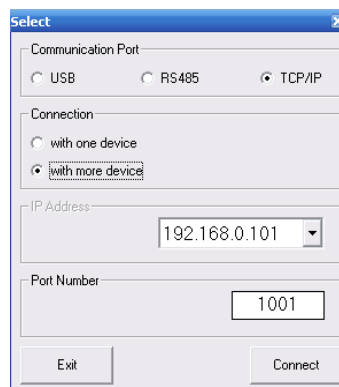 Select
Communication Port
USB RS485 TCP/IP
Connection
with one device
with more device
IP Address
192.168.0.101
Port Number
1001
Exit Connect